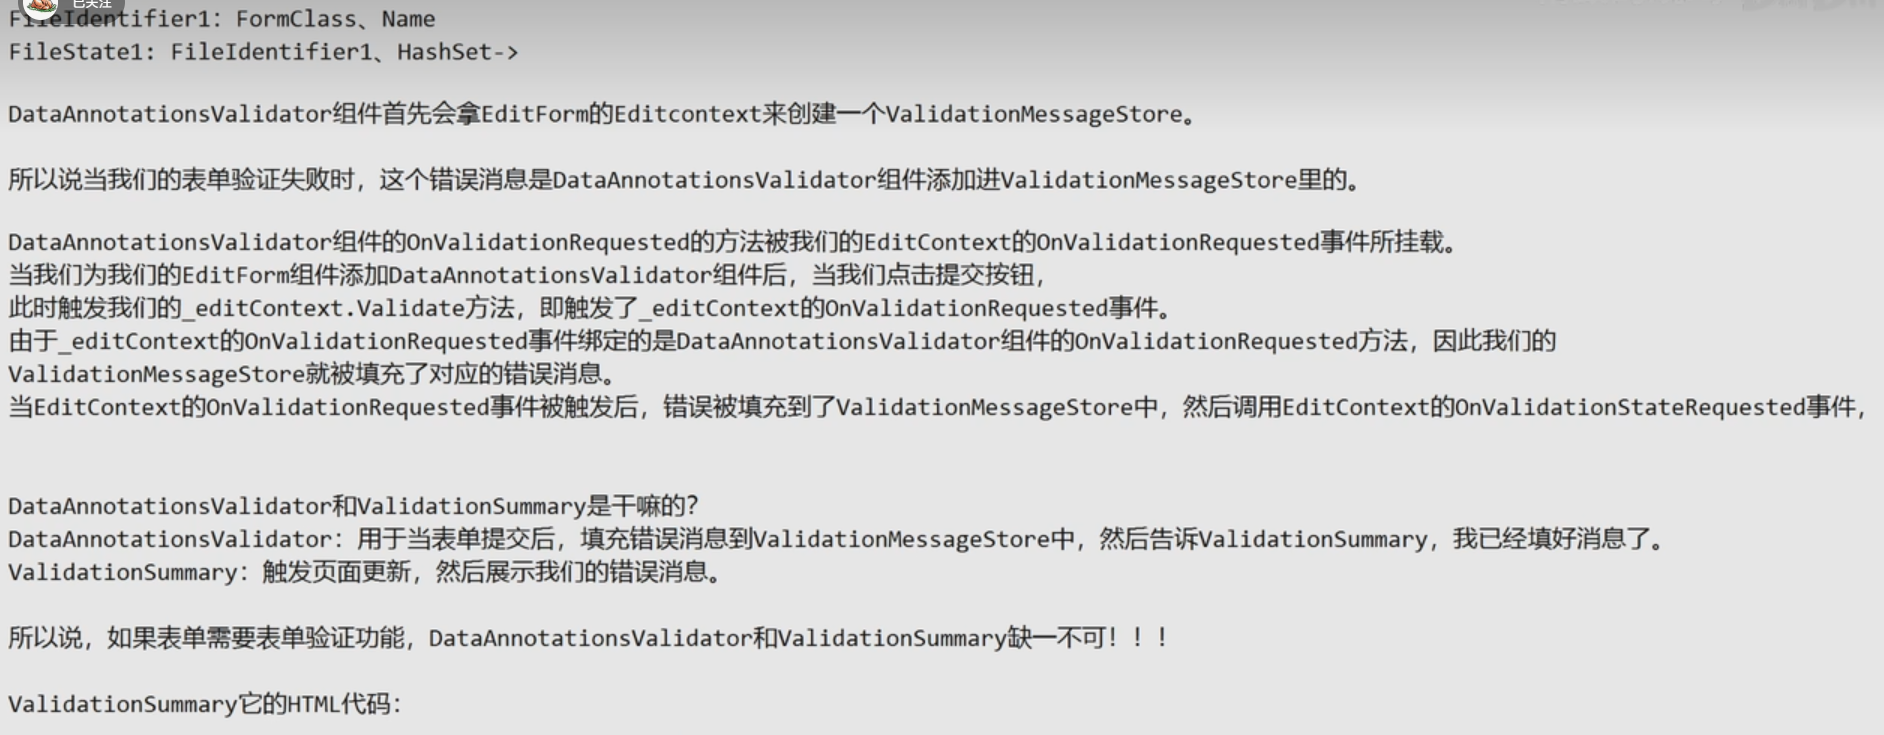 已关注
FileIdentifier1: FormClass、Name
FileState1: FileIdentifier1、HashSet->
DataAnnotationsValidator组件首先会拿EditForm的Editcontext来创建一个ValidationMessageStore。
所以说当我们的表单验证失败时，这个错误消息是DataAnnotationsValidator组件添加进ValidationMessageStore里的。
DataAnnotationsValidator组件的OnValidationRequested的方法被我们的EditContext的OnValidationRequested事件所挂载。
当我们为我们的EditForm组件添加DataAnnotationsValidator组件后，当我们点击提交按钮，
此时触发我们的_editContext.Validate方法，即触发了_editContext的OnValidationRequested事件。
由于_editContext的OnValidationRequested事件绑定的是DataAnnotationsValidator组件的OnValidationRequested方法，因此我们的
ValidationMessageStore就被填充了对应的错误消息。
当EditContext的OnValidationRequested事件被触发后，错误被填充到了ValidationMessageStore中，然后调用EditContext的OnValidationStateRequested事件，
DataAnnotationsValidator和ValidationSummary是干嘛的？
DataAnnotationsValidator：用于当表单提交后，填充错误消息到ValidationMessageStore中，然后告诉ValidationSummary，我已经填好消息了。
ValidationSummary：触发页面更新，然后展示我们的错误消息。
所以说，如果表单需要表单验证功能，DataAnnotationsValidator和ValidationSummary缺一不可！！！
ValidationSummary它的HTML代码：